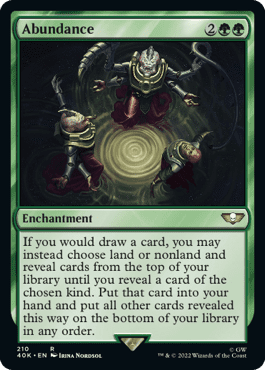 Abundance 2
Enchantment
If you would draw a card, you may
instead choose land or nonland and
reveal cards from the top of your
library until you reveal a card of the
chosen kind. Put that card into your
hand and put all other cards revealed
this way on the bottom of your library
in any order.
210 R © GW
40K • EN Irina Nordsol ™ & © 2022 Wizards of the Coast